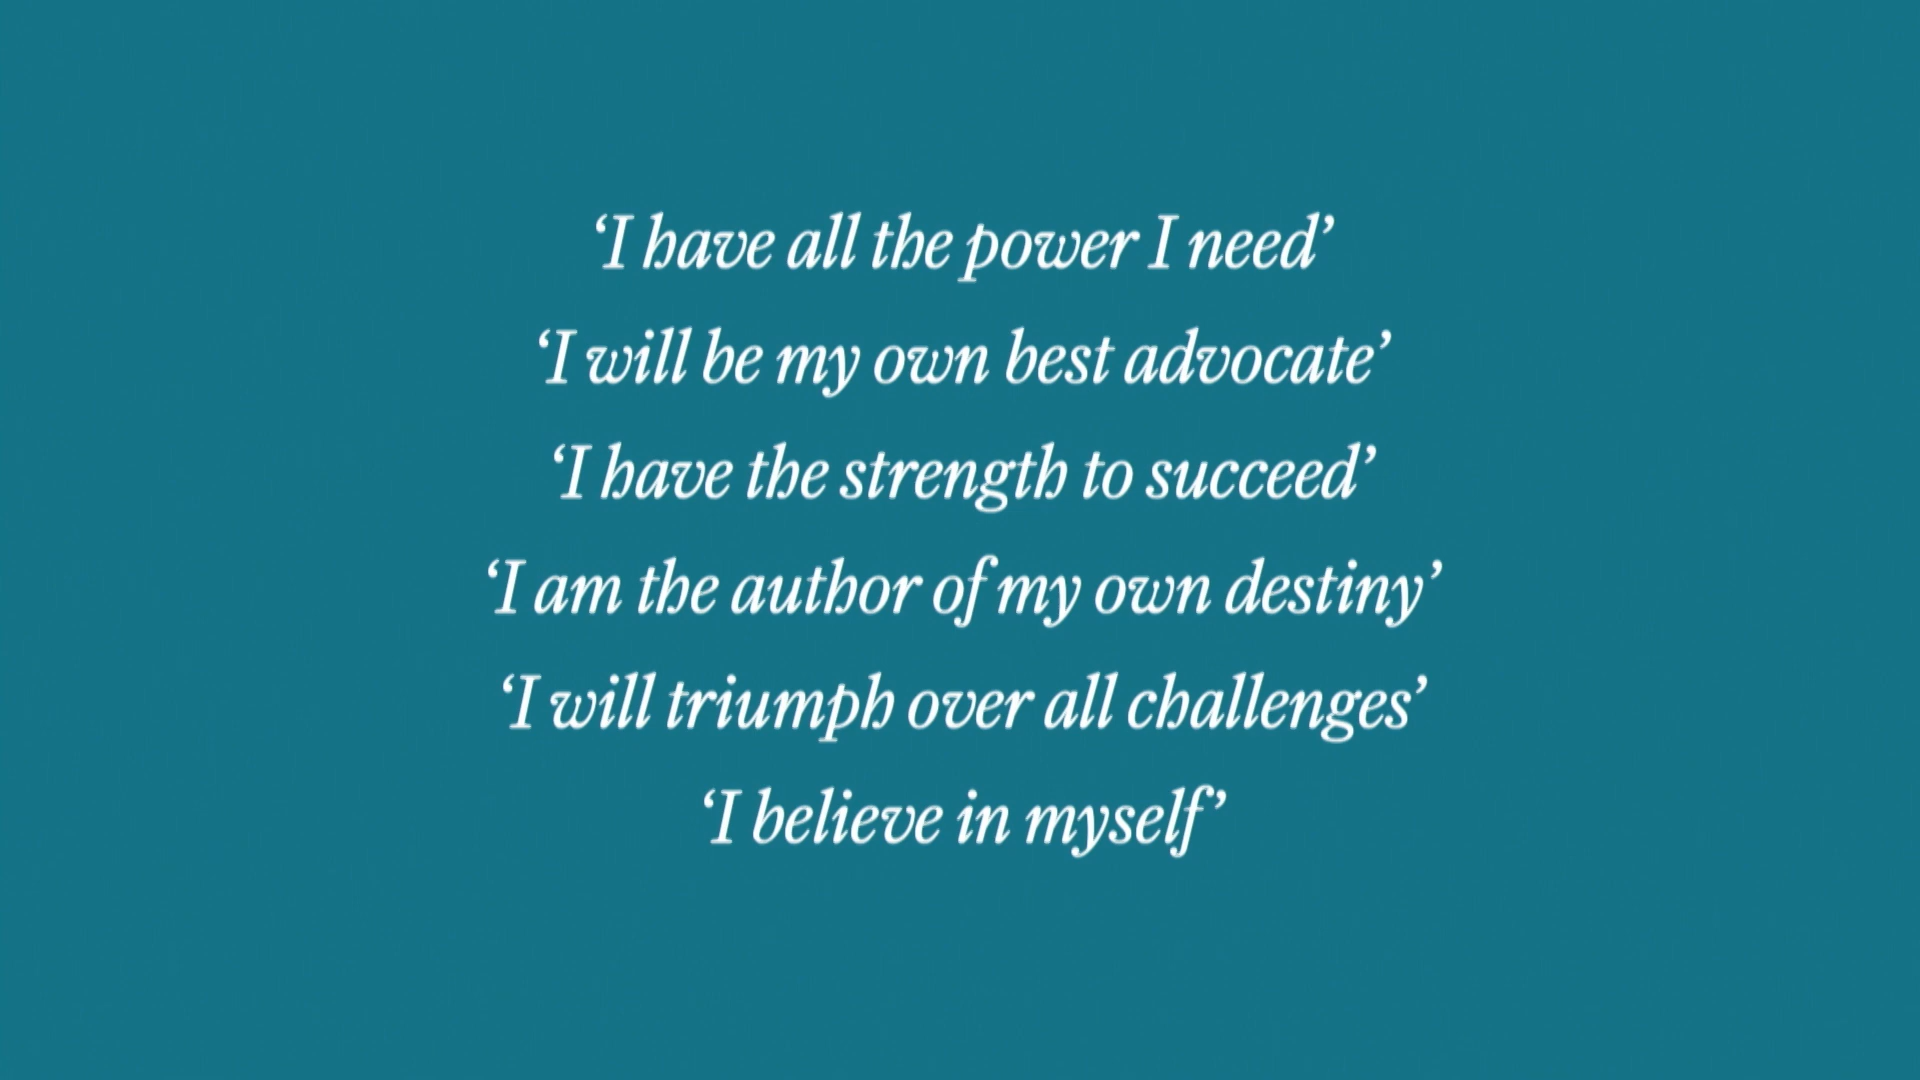 ‘I have all the power I need’
‘I will be my own best advocate’
‘I have the strength to succeed’
‘I am the author of my own destiny’
‘I will triumph over all challenges’
‘I believe in myself’